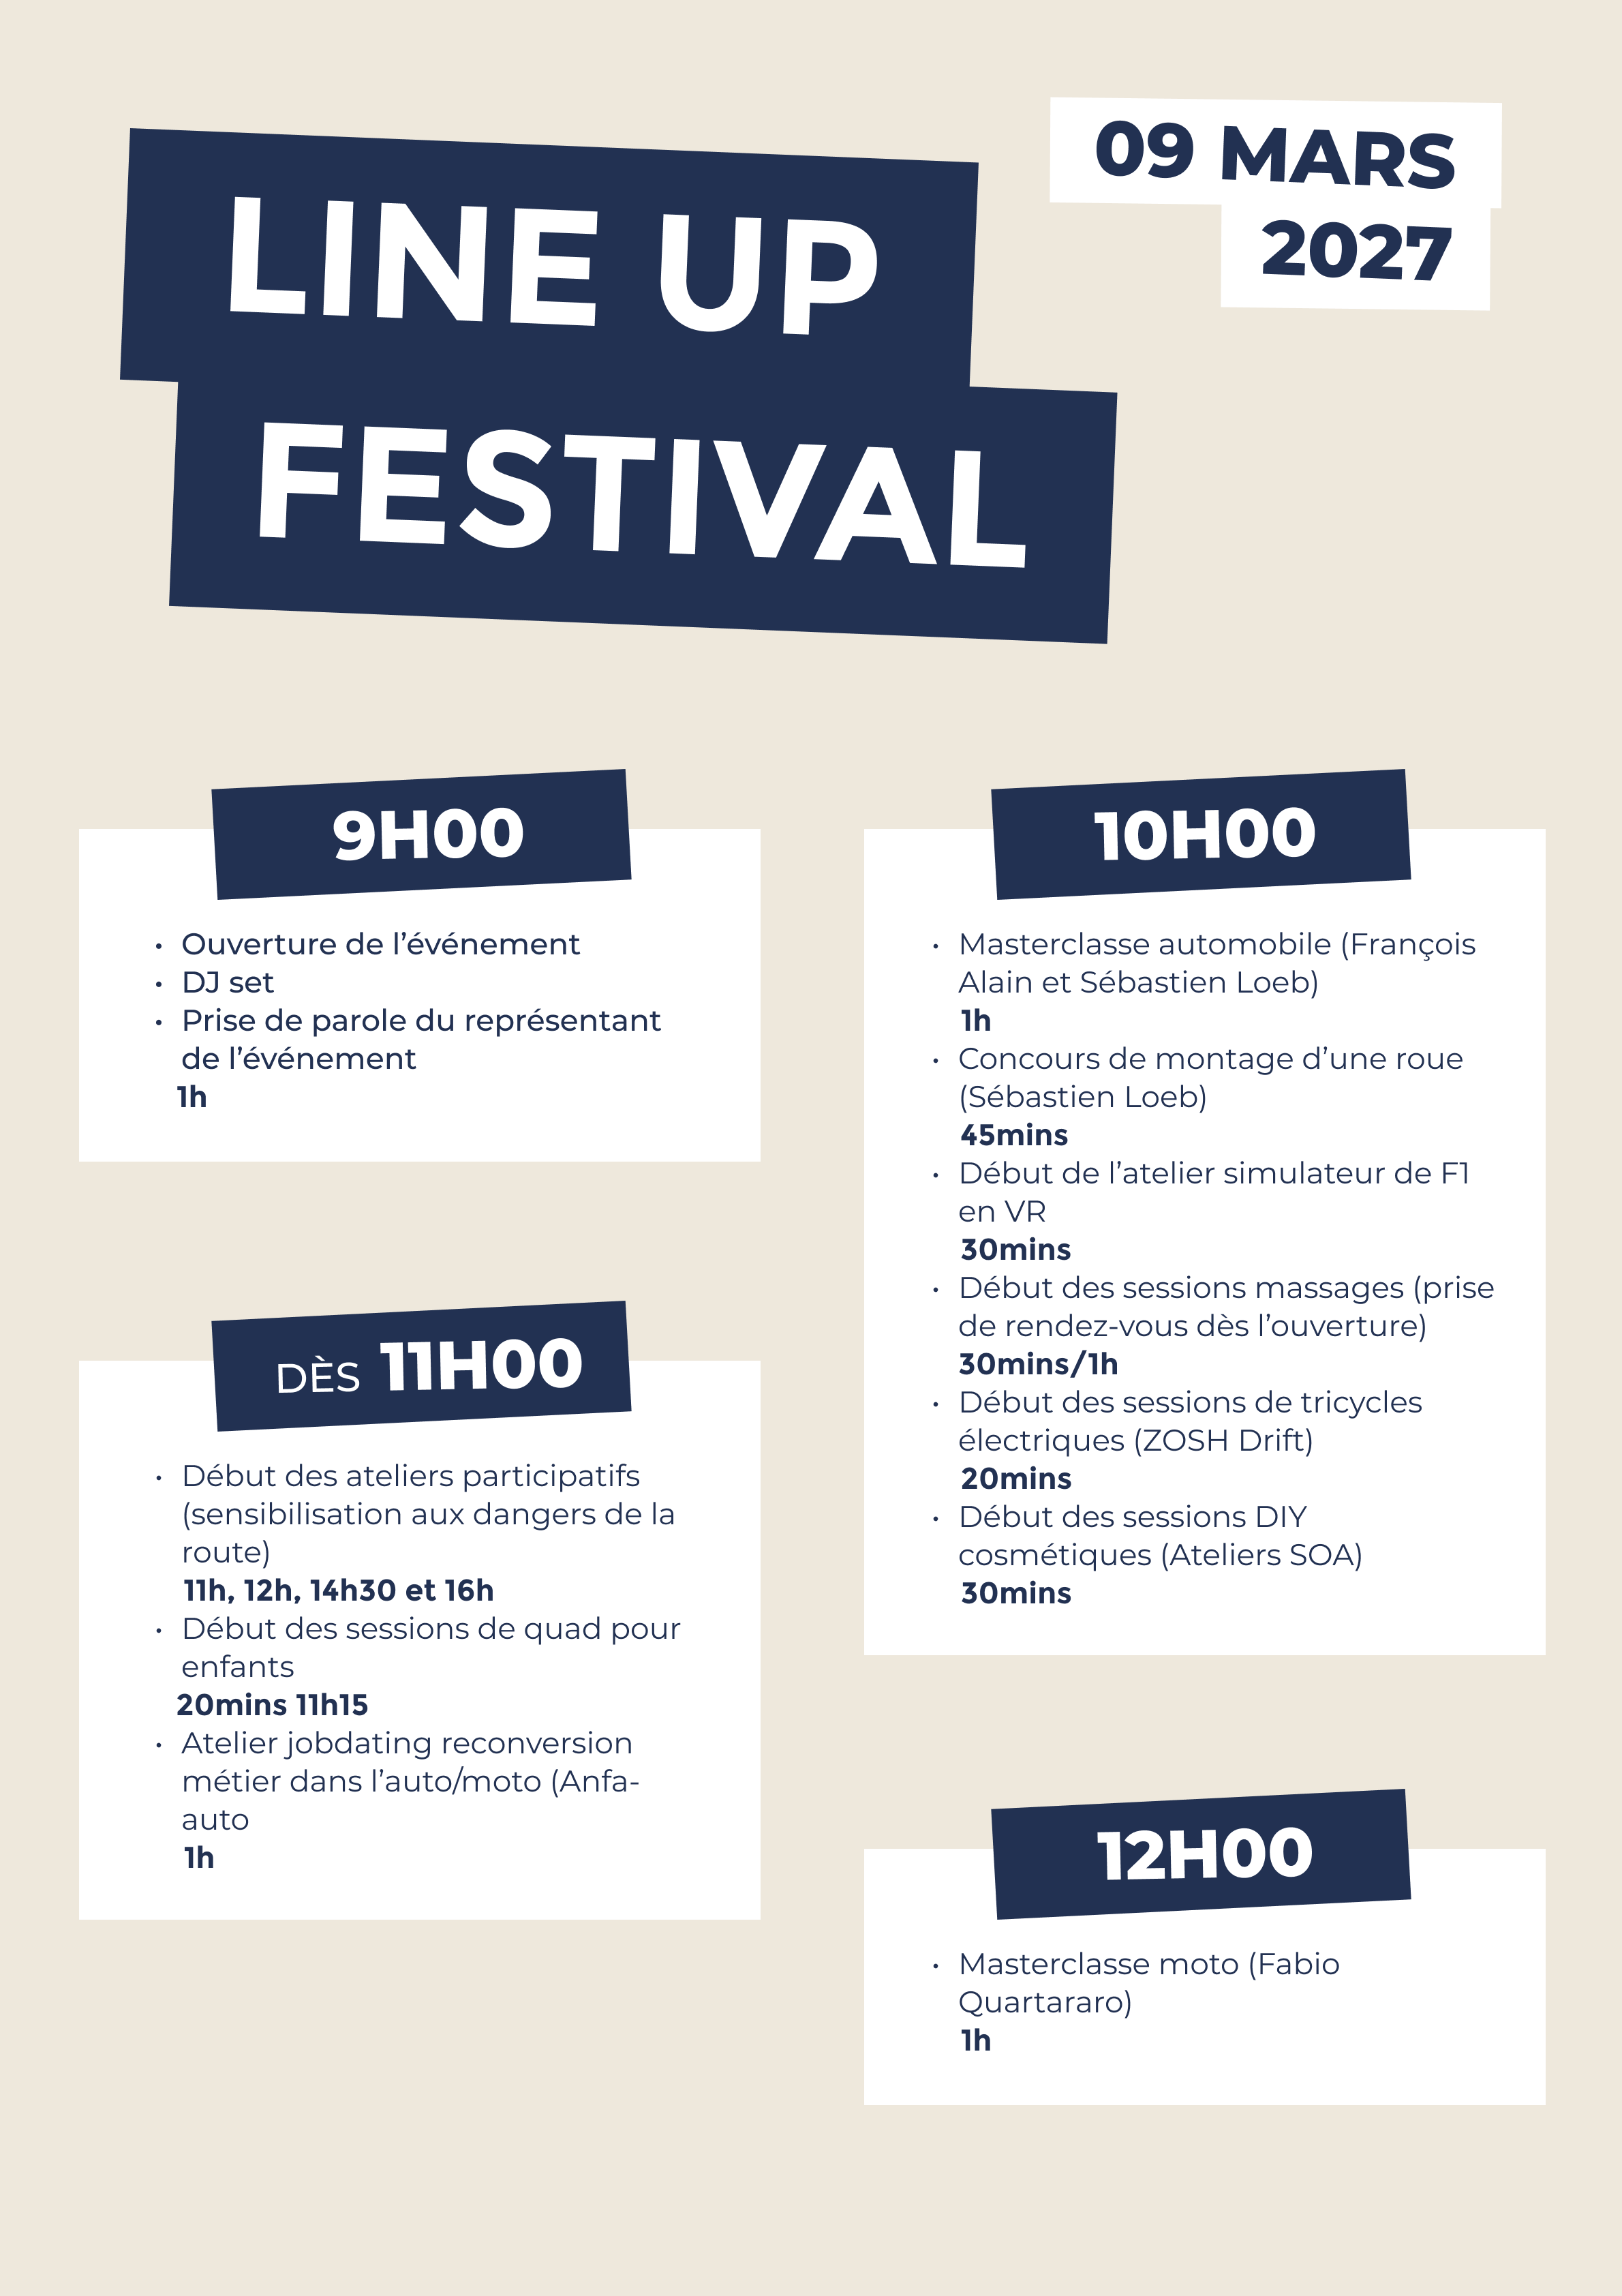 LINE UP
FESTIVAL
09 MARS
2027
9H00
• Ouverture de l’événement
• DJ set
• Prise de parole du représentant
de l’événement
1h
10H00
• Masterclasse automobile (François
Alain et Sébastien Loeb)
1h
• Concours de montage d’une roue
(Sébastien Loeb)
45mins
• Début de l’atelier simulateur de F1
en VR
30mins
• Début des sessions massages (prise
de rendez-vous dès l’ouverture)
30mins/1h
• Début des sessions de tricycles
électriques (ZOSH Drift)
20mins
• Début des sessions DIY
cosmétiques (Ateliers SOA)
30mins
DÈS 11H00
• Début des ateliers participatifs
(sensibilisation aux dangers de la
route)
11h, 12h, 14h30 et 16h
• Début des sessions de quad pour
enfants
20mins 11h15
• Atelier jobdating reconversion
métier dans l’auto/moto (Anfa-
auto
1h
12H00
• Masterclasse moto (Fabio
Quartararo)
1h